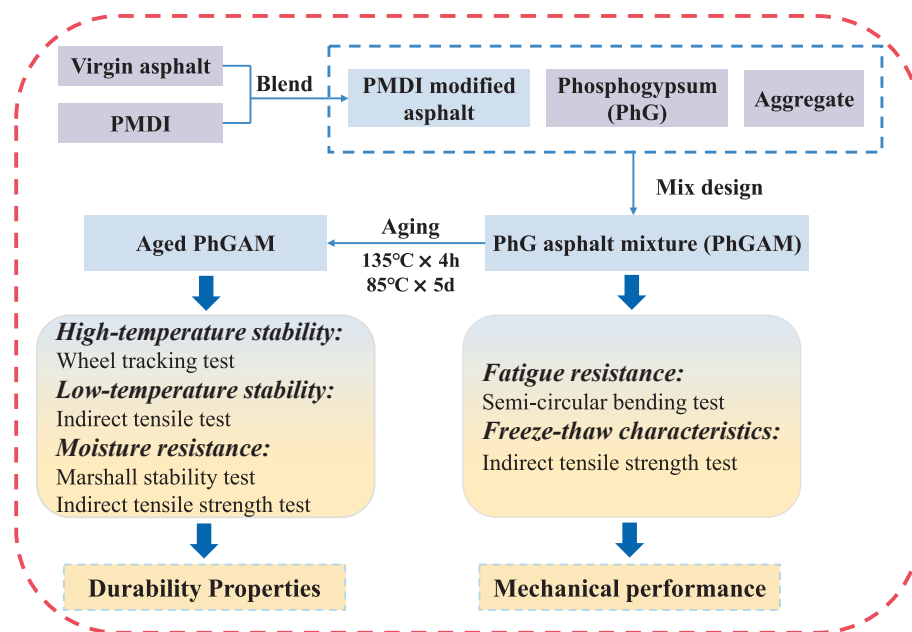 Virgin asphalt
PMDI
Blend
PMDI modified
asphalt
Phosphogypsum
(PhG)
Aggregate
Mix design
Aged PhGAM
Aging
135℃ × 4h
85℃ × 5d
PhG asphalt mixture (PhGAM)
High-temperature stability:
Wheel tracking test
Low-temperature stability:
Indirect tensile test
Moisture resistance:
Marshall stability test
Indirect tensile strength test
Fatigue resistance:
Semi-circular bending test
Freeze-thaw characteristics:
Indirect tensile strength test
Durability Properties
Mechanical performance